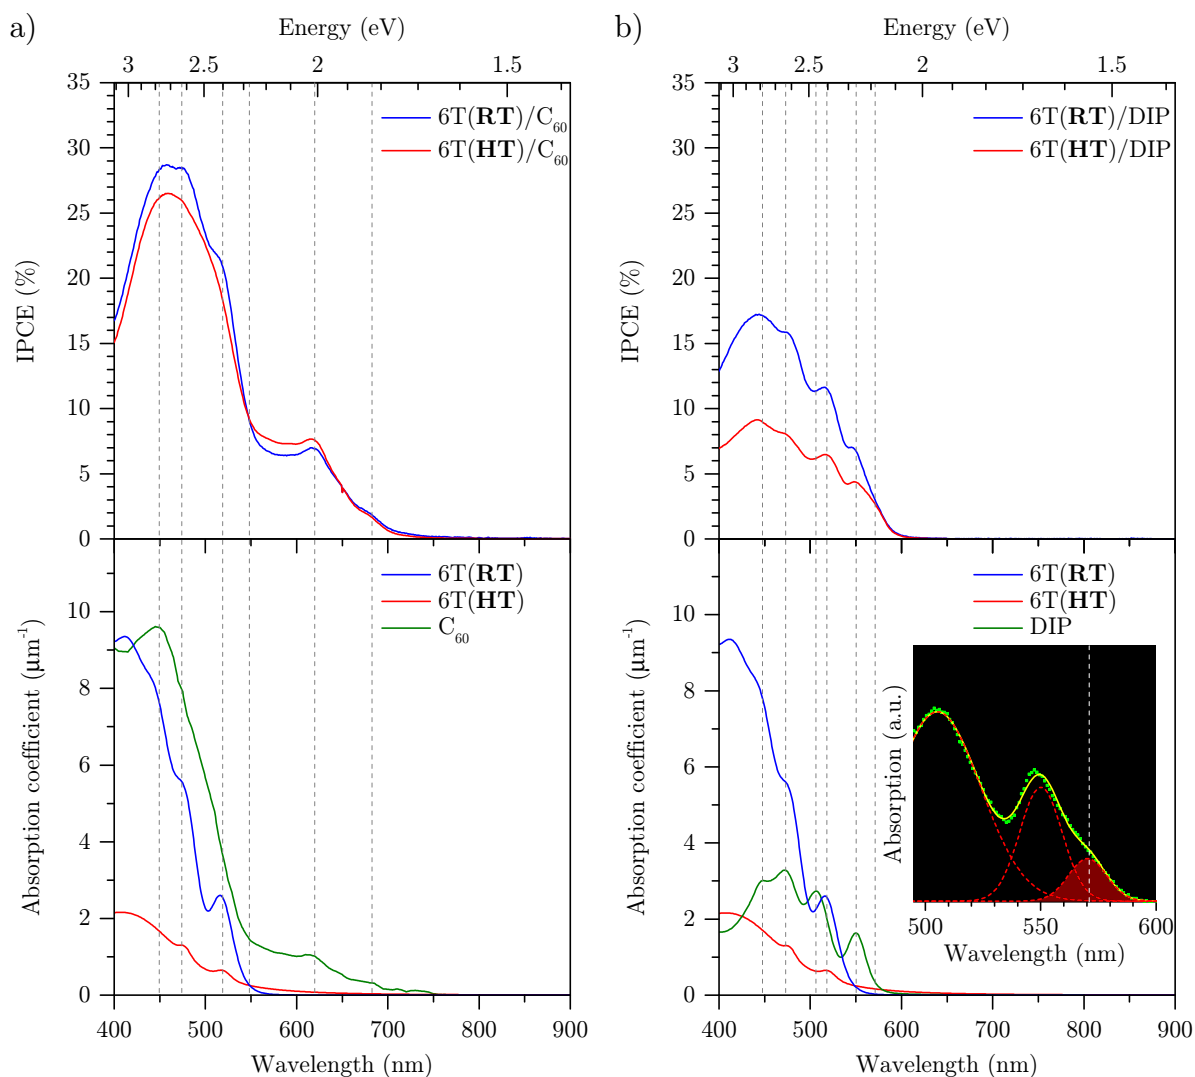 a)
Energy (eV)
3 2.5 2 1.5
35
30
25
20
15
10
5
0
IPCE (%)
6T(RT)/C₆₀
6T(HT)/C₆₀
10
8
6
4
2
0
Absorption coefficient (µm⁻¹)
6T(RT)
6T(HT)
C₆₀
400 500 600 700 800 900
Wavelength (nm)
b)
Energy (eV)
3 2.5 2 1.5
35
30
25
20
15
10
5
0
IPCE (%)
6T(RT)/DIP
6T(HT)/DIP
10
8
6
4
2
0
Absorption coefficient (µm⁻¹)
6T(RT)
6T(HT)
DIP
Absorption (a.u.)
500 550 600
Wavelength (nm)
400 500 600 700 800 900
Wavelength (nm)